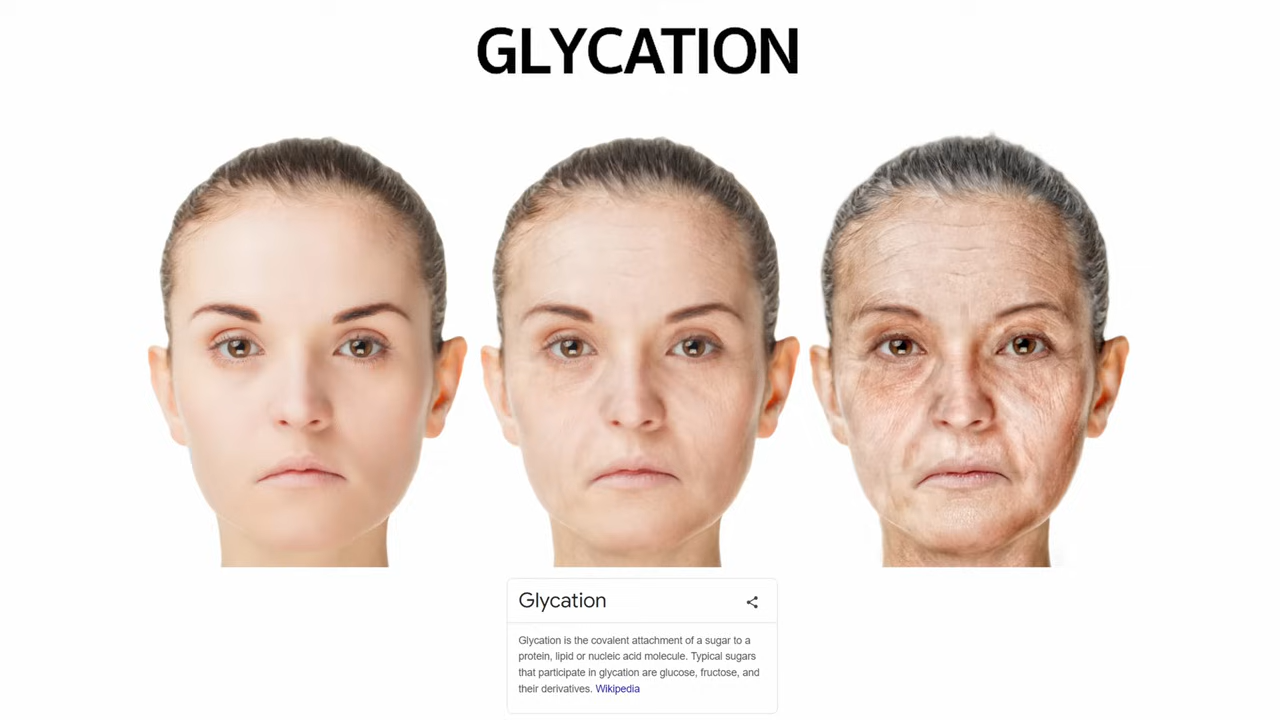 GLYCATION
Glycation
Glycation is the covalent attachment of a sugar to a
protein, lipid or nucleic acid molecule. Typical sugars
that participate in glycation are glucose, fructose, and
their derivatives. Wikipedia